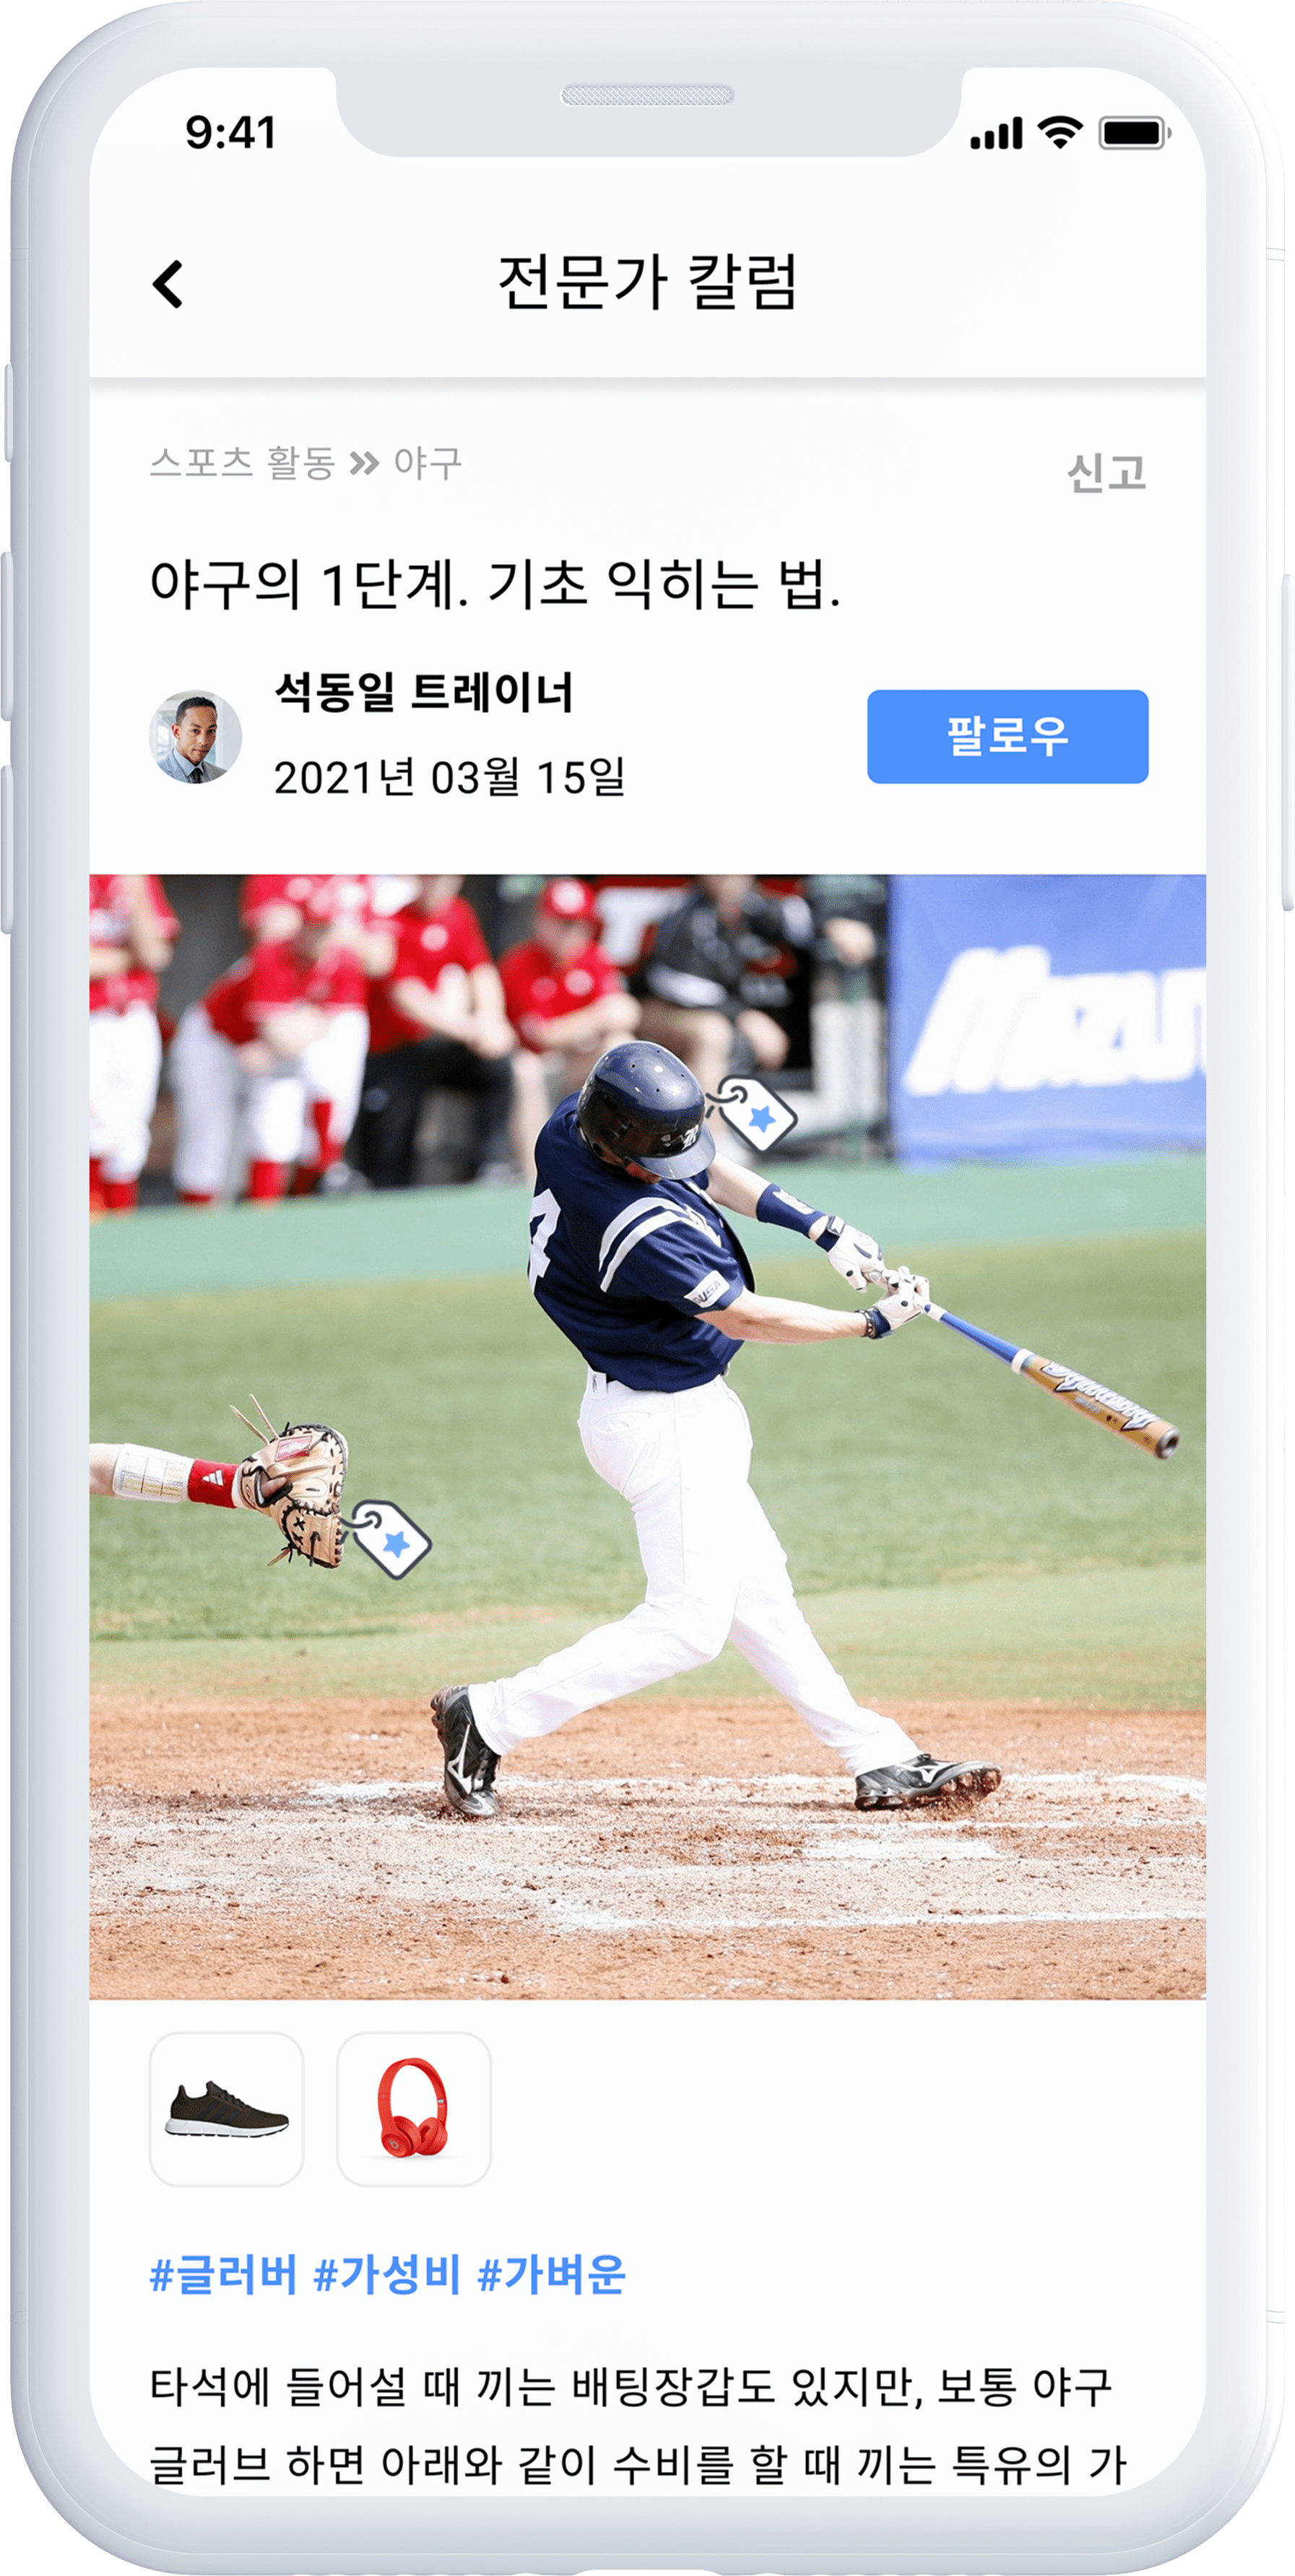 9:41
전문가 칼럼
스포츠 활동 » 야구
신고
야구의 1단계. 기초 익히는 법.
석동일 트레이너
2021년 03월 15일
팔로우
#글러버 #가성비 #가벼운
타석에 들어설 때 끼는 배팅장갑도 있지만, 보통 야구
글러브 하면 아래와 같이 수비를 할 때 끼는 특유의 가